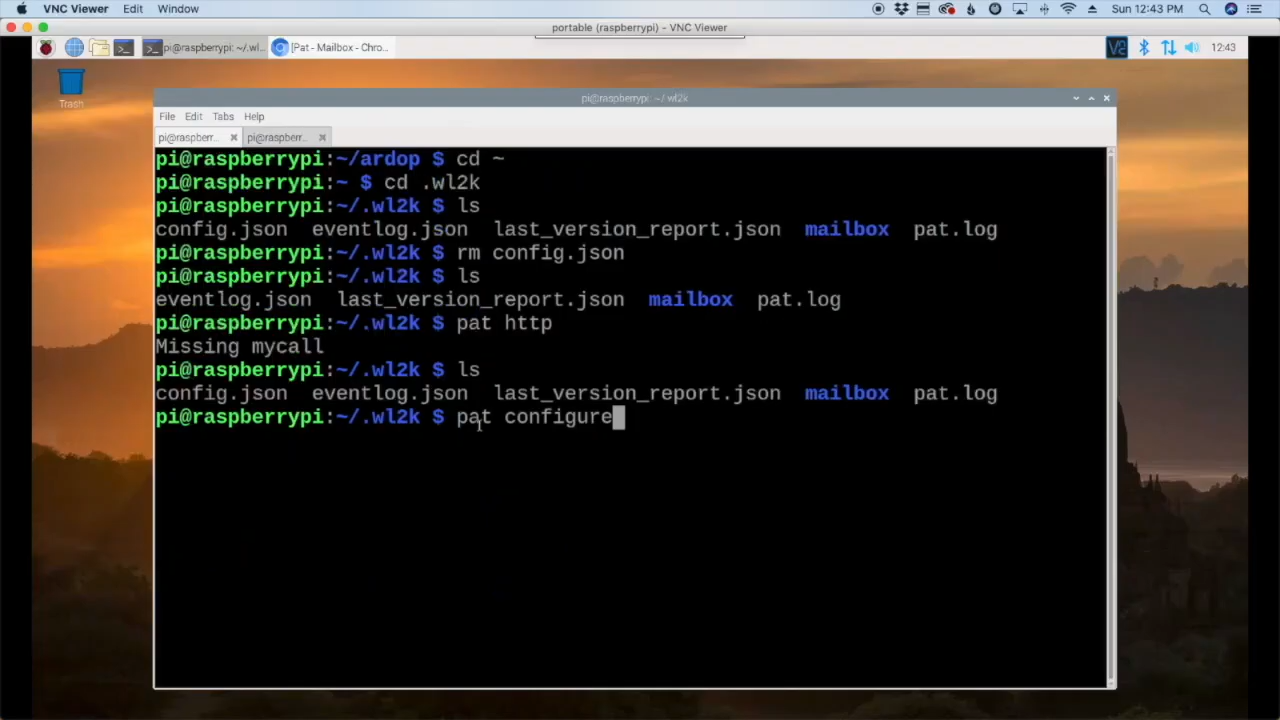 VNC Viewer Edit Window Sun 12:43 PM
portable (raspberrypi) - VNC Viewer
pi@raspberrypi: ~/.wl... [Pat - Mailbox - Chro... V2 12:43
Trash
pi@raspberrypi: ~/.wl2k
File Edit Tabs Help
pi@raspberr... pi@raspberr...
pi@raspberrypi:~/ardop $ cd ~
pi@raspberrypi:~ $ cd .wl2k
pi@raspberrypi:~/.wl2k $ ls
config.json eventlog.json last_version_report.json mailbox pat.log
pi@raspberrypi:~/.wl2k $ rm config.json
pi@raspberrypi:~/.wl2k $ ls
eventlog.json last_version_report.json mailbox pat.log
pi@raspberrypi:~/.wl2k $ pat http
Missing mycall
pi@raspberrypi:~/.wl2k $ ls
config.json eventlog.json last_version_report.json mailbox pat.log
pi@raspberrypi:~/.wl2k $ pat configure